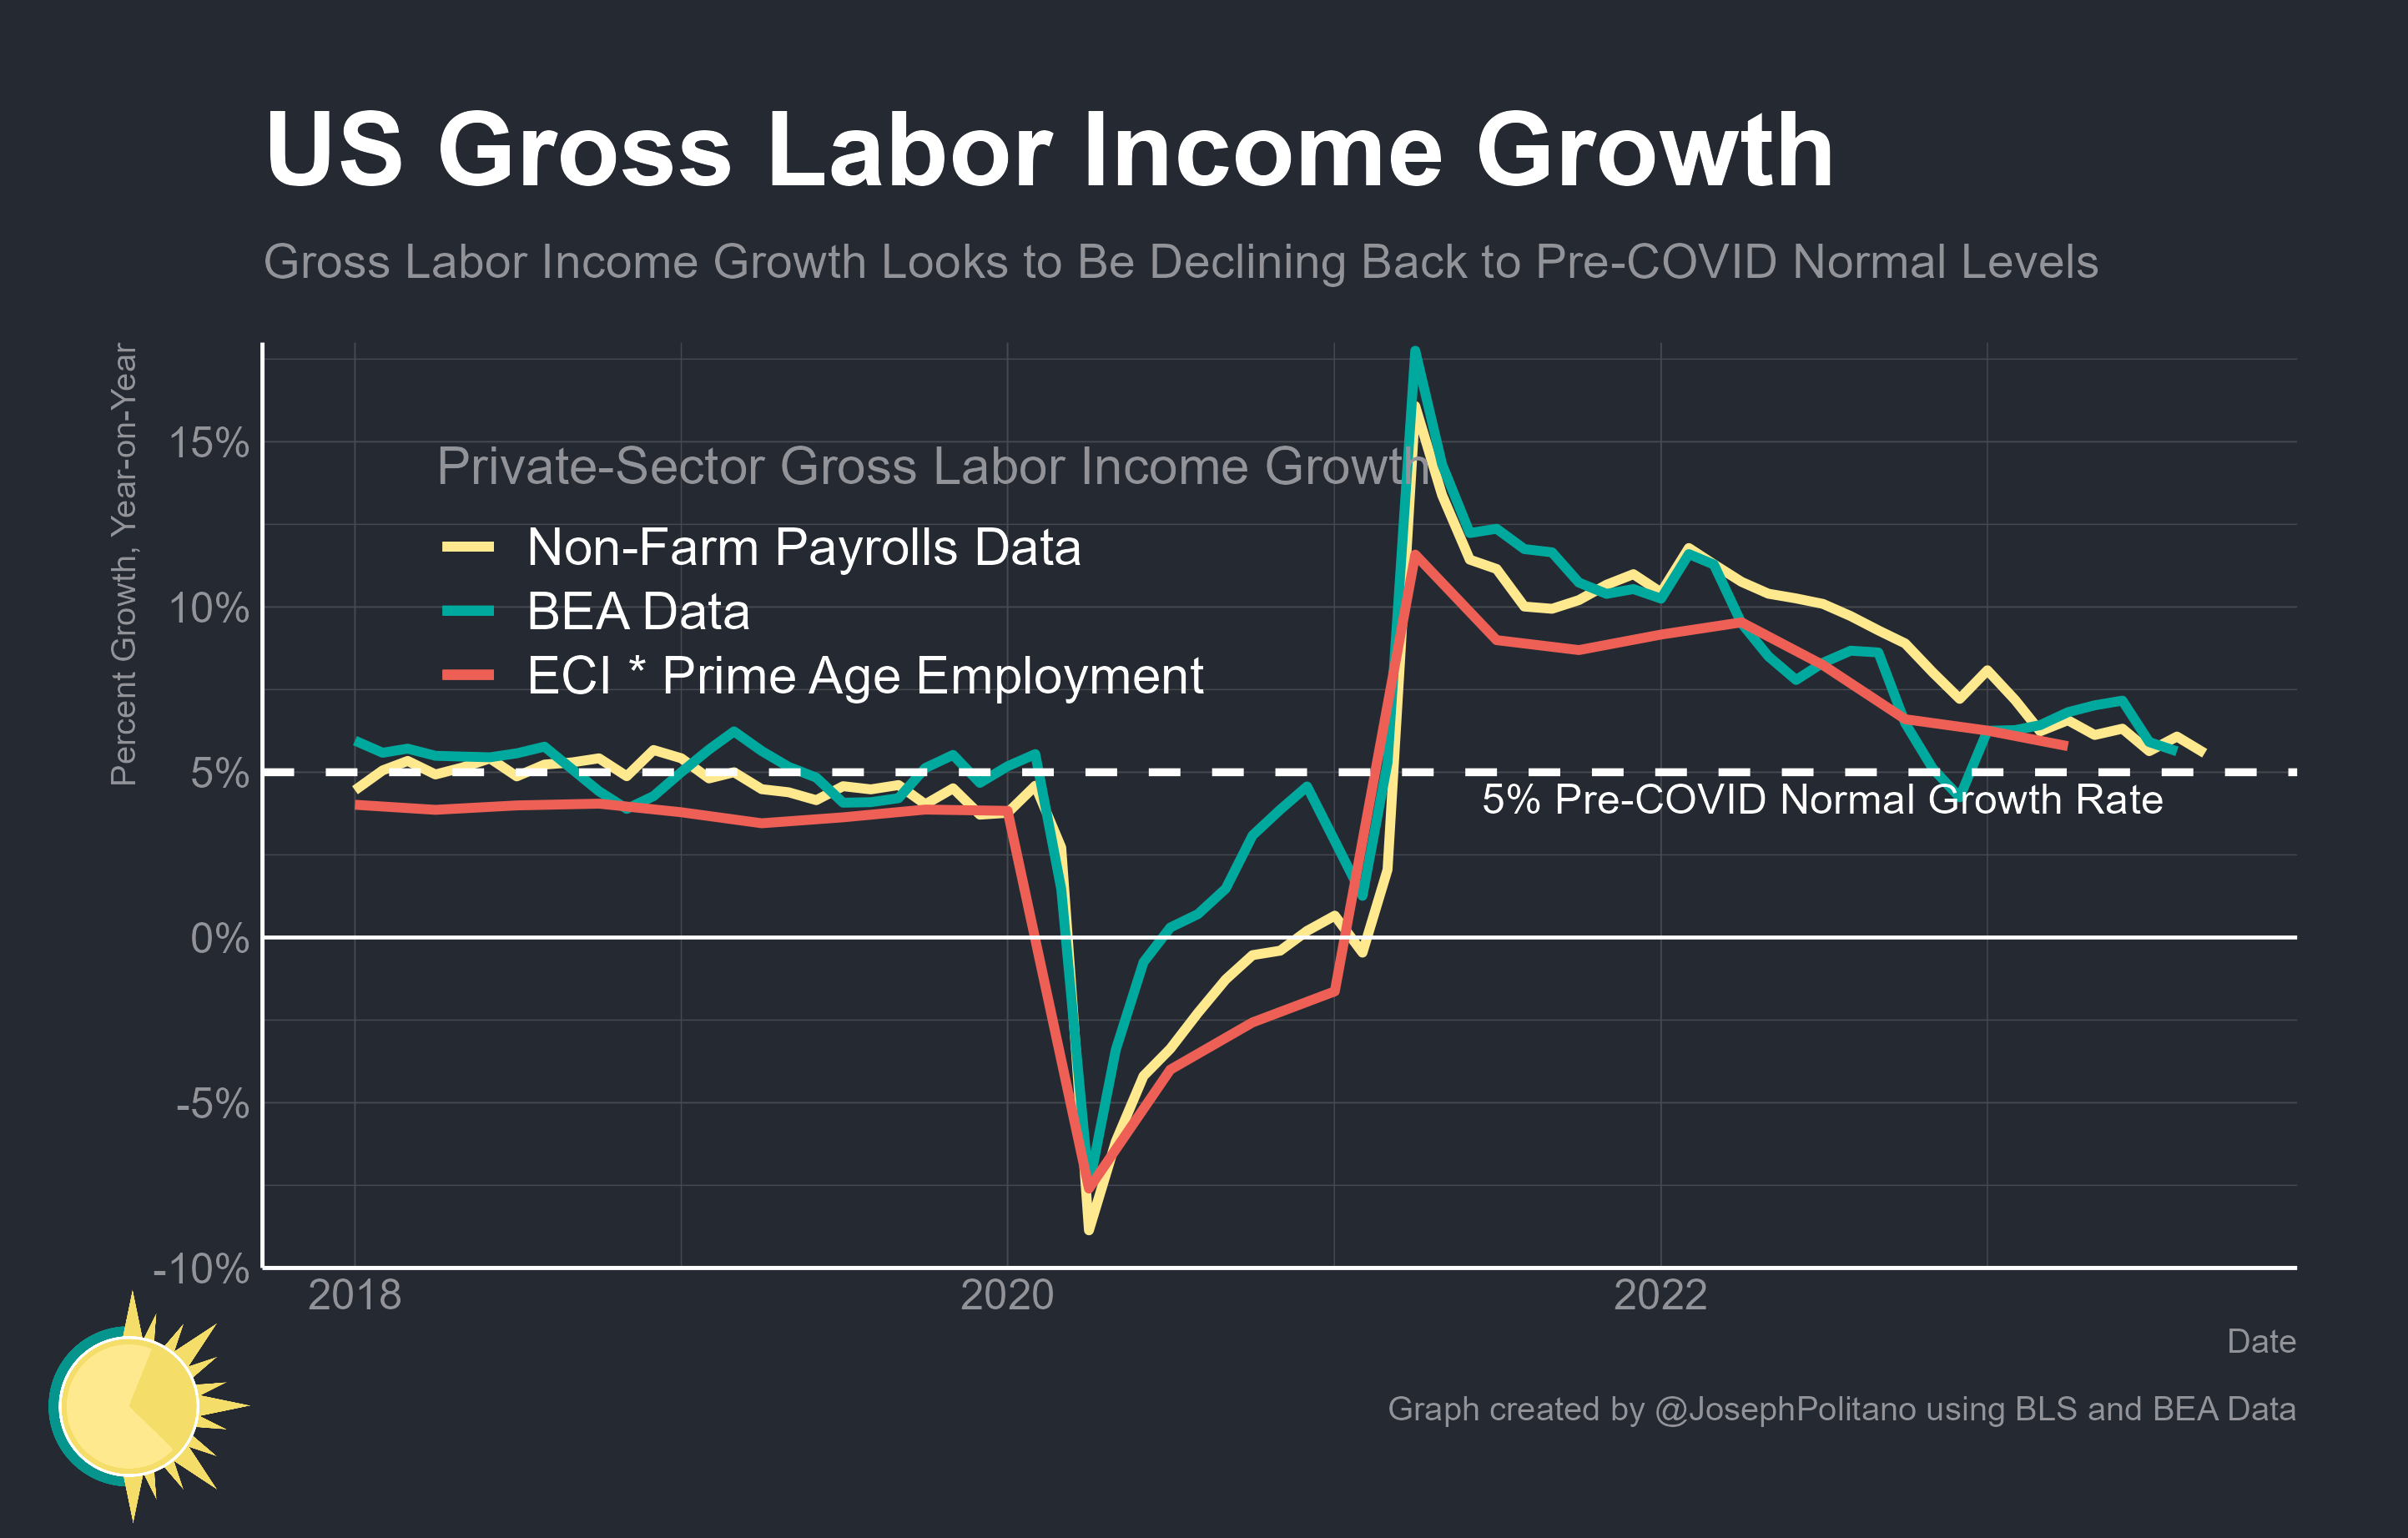 US Gross Labor Income Growth
Gross Labor Income Growth Looks to Be Declining Back to Pre-COVID Normal Levels
Percent Growth, Year-on-Year
15%
10%
5%
0%
-5%
-10%
Private-Sector Gross Labor Income Growth
Non-Farm Payrolls Data
BEA Data
ECI * Prime Age Employment
5% Pre-COVID Normal Growth Rate
2018
2020
2022
Date
Graph created by @JosephPolitano using BLS and BEA Data